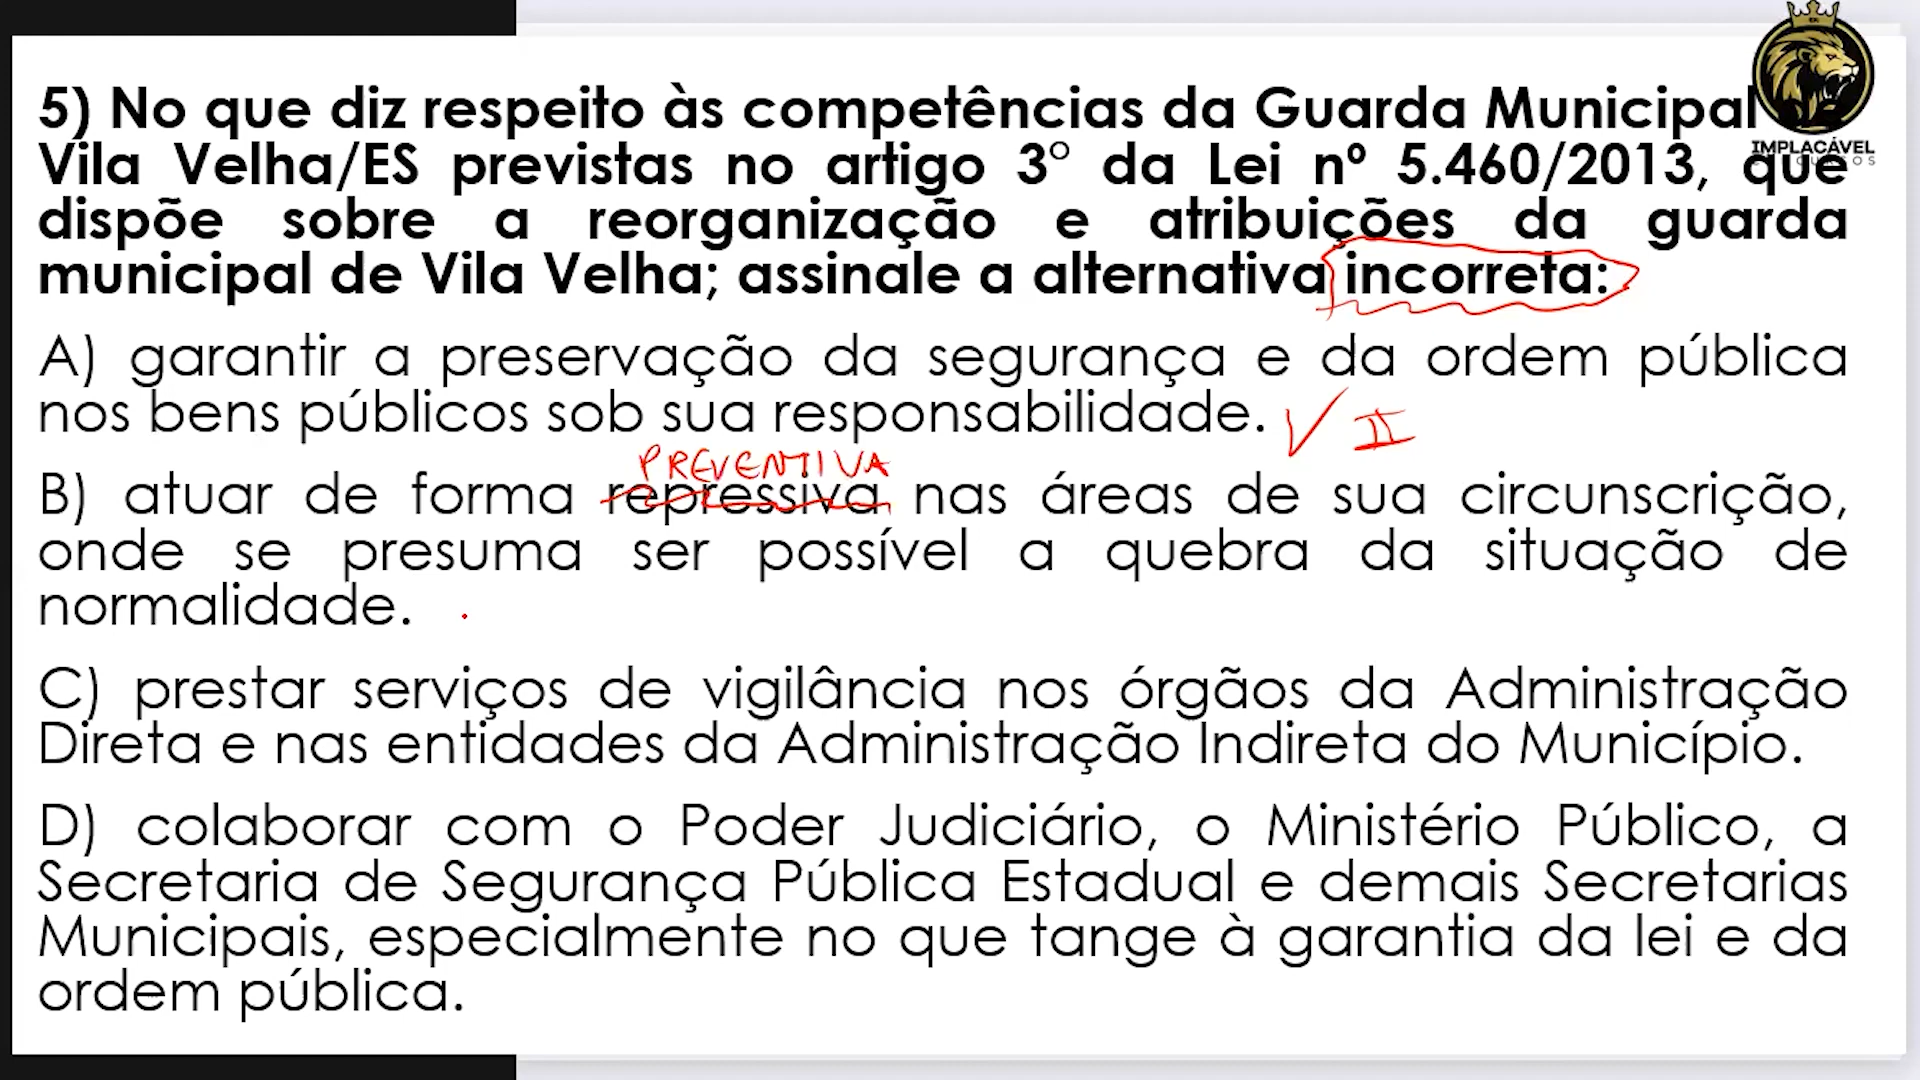 5) No que diz respeito às competências da Guarda Municipal
Vila Velha/ES previstas no artigo 3° da Lei nº 5.460/2013, que
dispõe sobre a reorganização e atribuições da guarda
municipal de Vila Velha; assinale a alternativa incorreta:
IMPLACÁVEL
A) garantir a preservação da segurança e da ordem pública
nos bens públicos sob sua responsabilidade. II
PREVENTIVA
B) atuar de forma repressiva nas áreas de sua circunscrição,
onde se presuma ser possível a quebra da situação de
normalidade.
C) prestar serviços de vigilância nos órgãos da Administração
Direta e nas entidades da Administração Indireta do Município.
D) colaborar com o Poder Judiciário, o Ministério Público, a
Secretaria de Segurança Pública Estadual e demais Secretarias
Municipais, especialmente no que tange à garantia da lei e da
ordem pública.